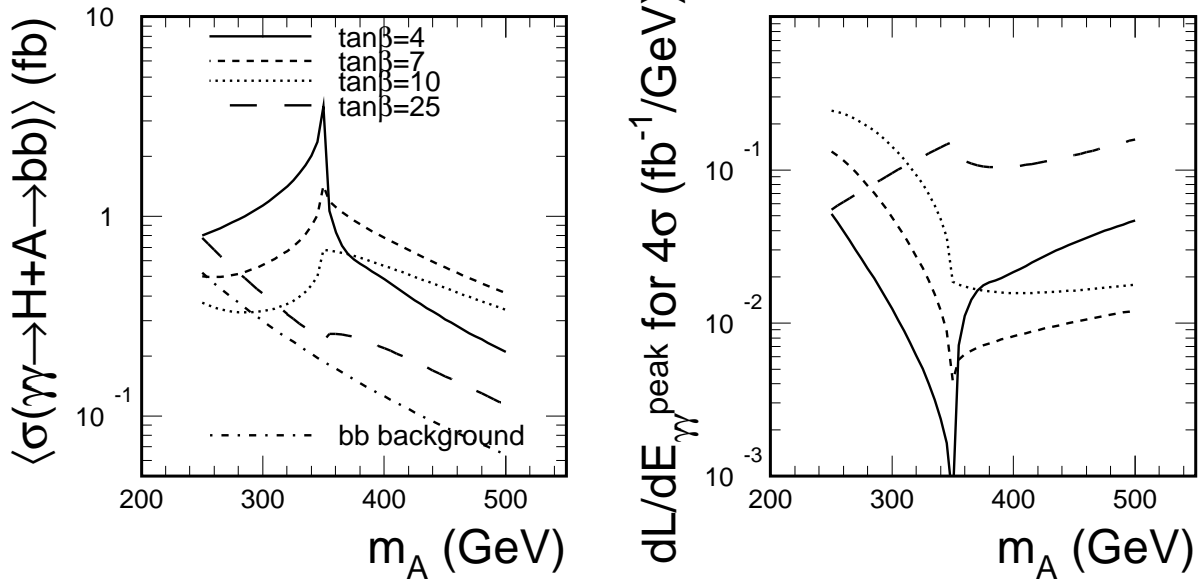 ⟨σ(γγ→H+A→bb)⟩ (fb)
10
1
10 -1
tanβ=4
tanβ=7
tanβ=10
tanβ=25
bb background
200 300 400 500
m_A (GeV)
dL/dE_γγ^peak for 4σ (fb^-1/GeV)
10 -1
10 -2
10 -3
200 300 400 500
m_A (GeV)